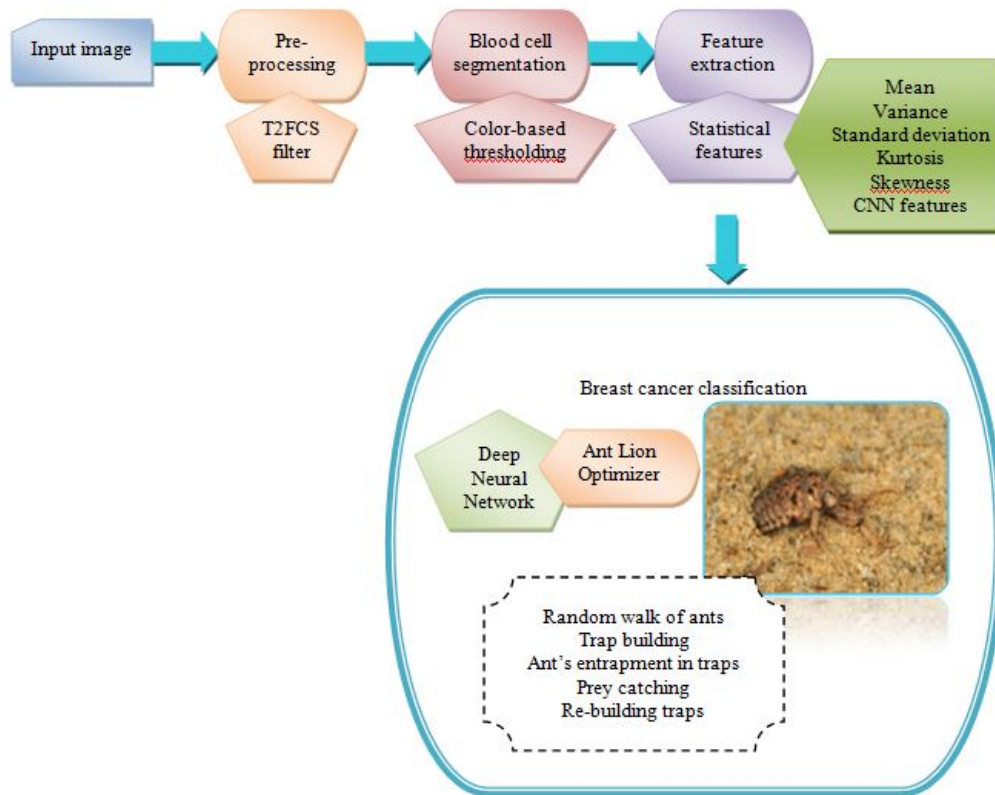 Input image
Pre-
processing
Blood cell
segmentation
Feature
extraction
T2FCS
filter
Color-based
thresholding
Statistical
features
Mean
Variance
Standard deviation
Kurtosis
Skewness
CNN features
Breast cancer classification
Deep
Neural
Network
Ant Lion
Optimizer
Random walk of ants
Trap building
Ant’s entrapment in traps
Prey catching
Re-building traps